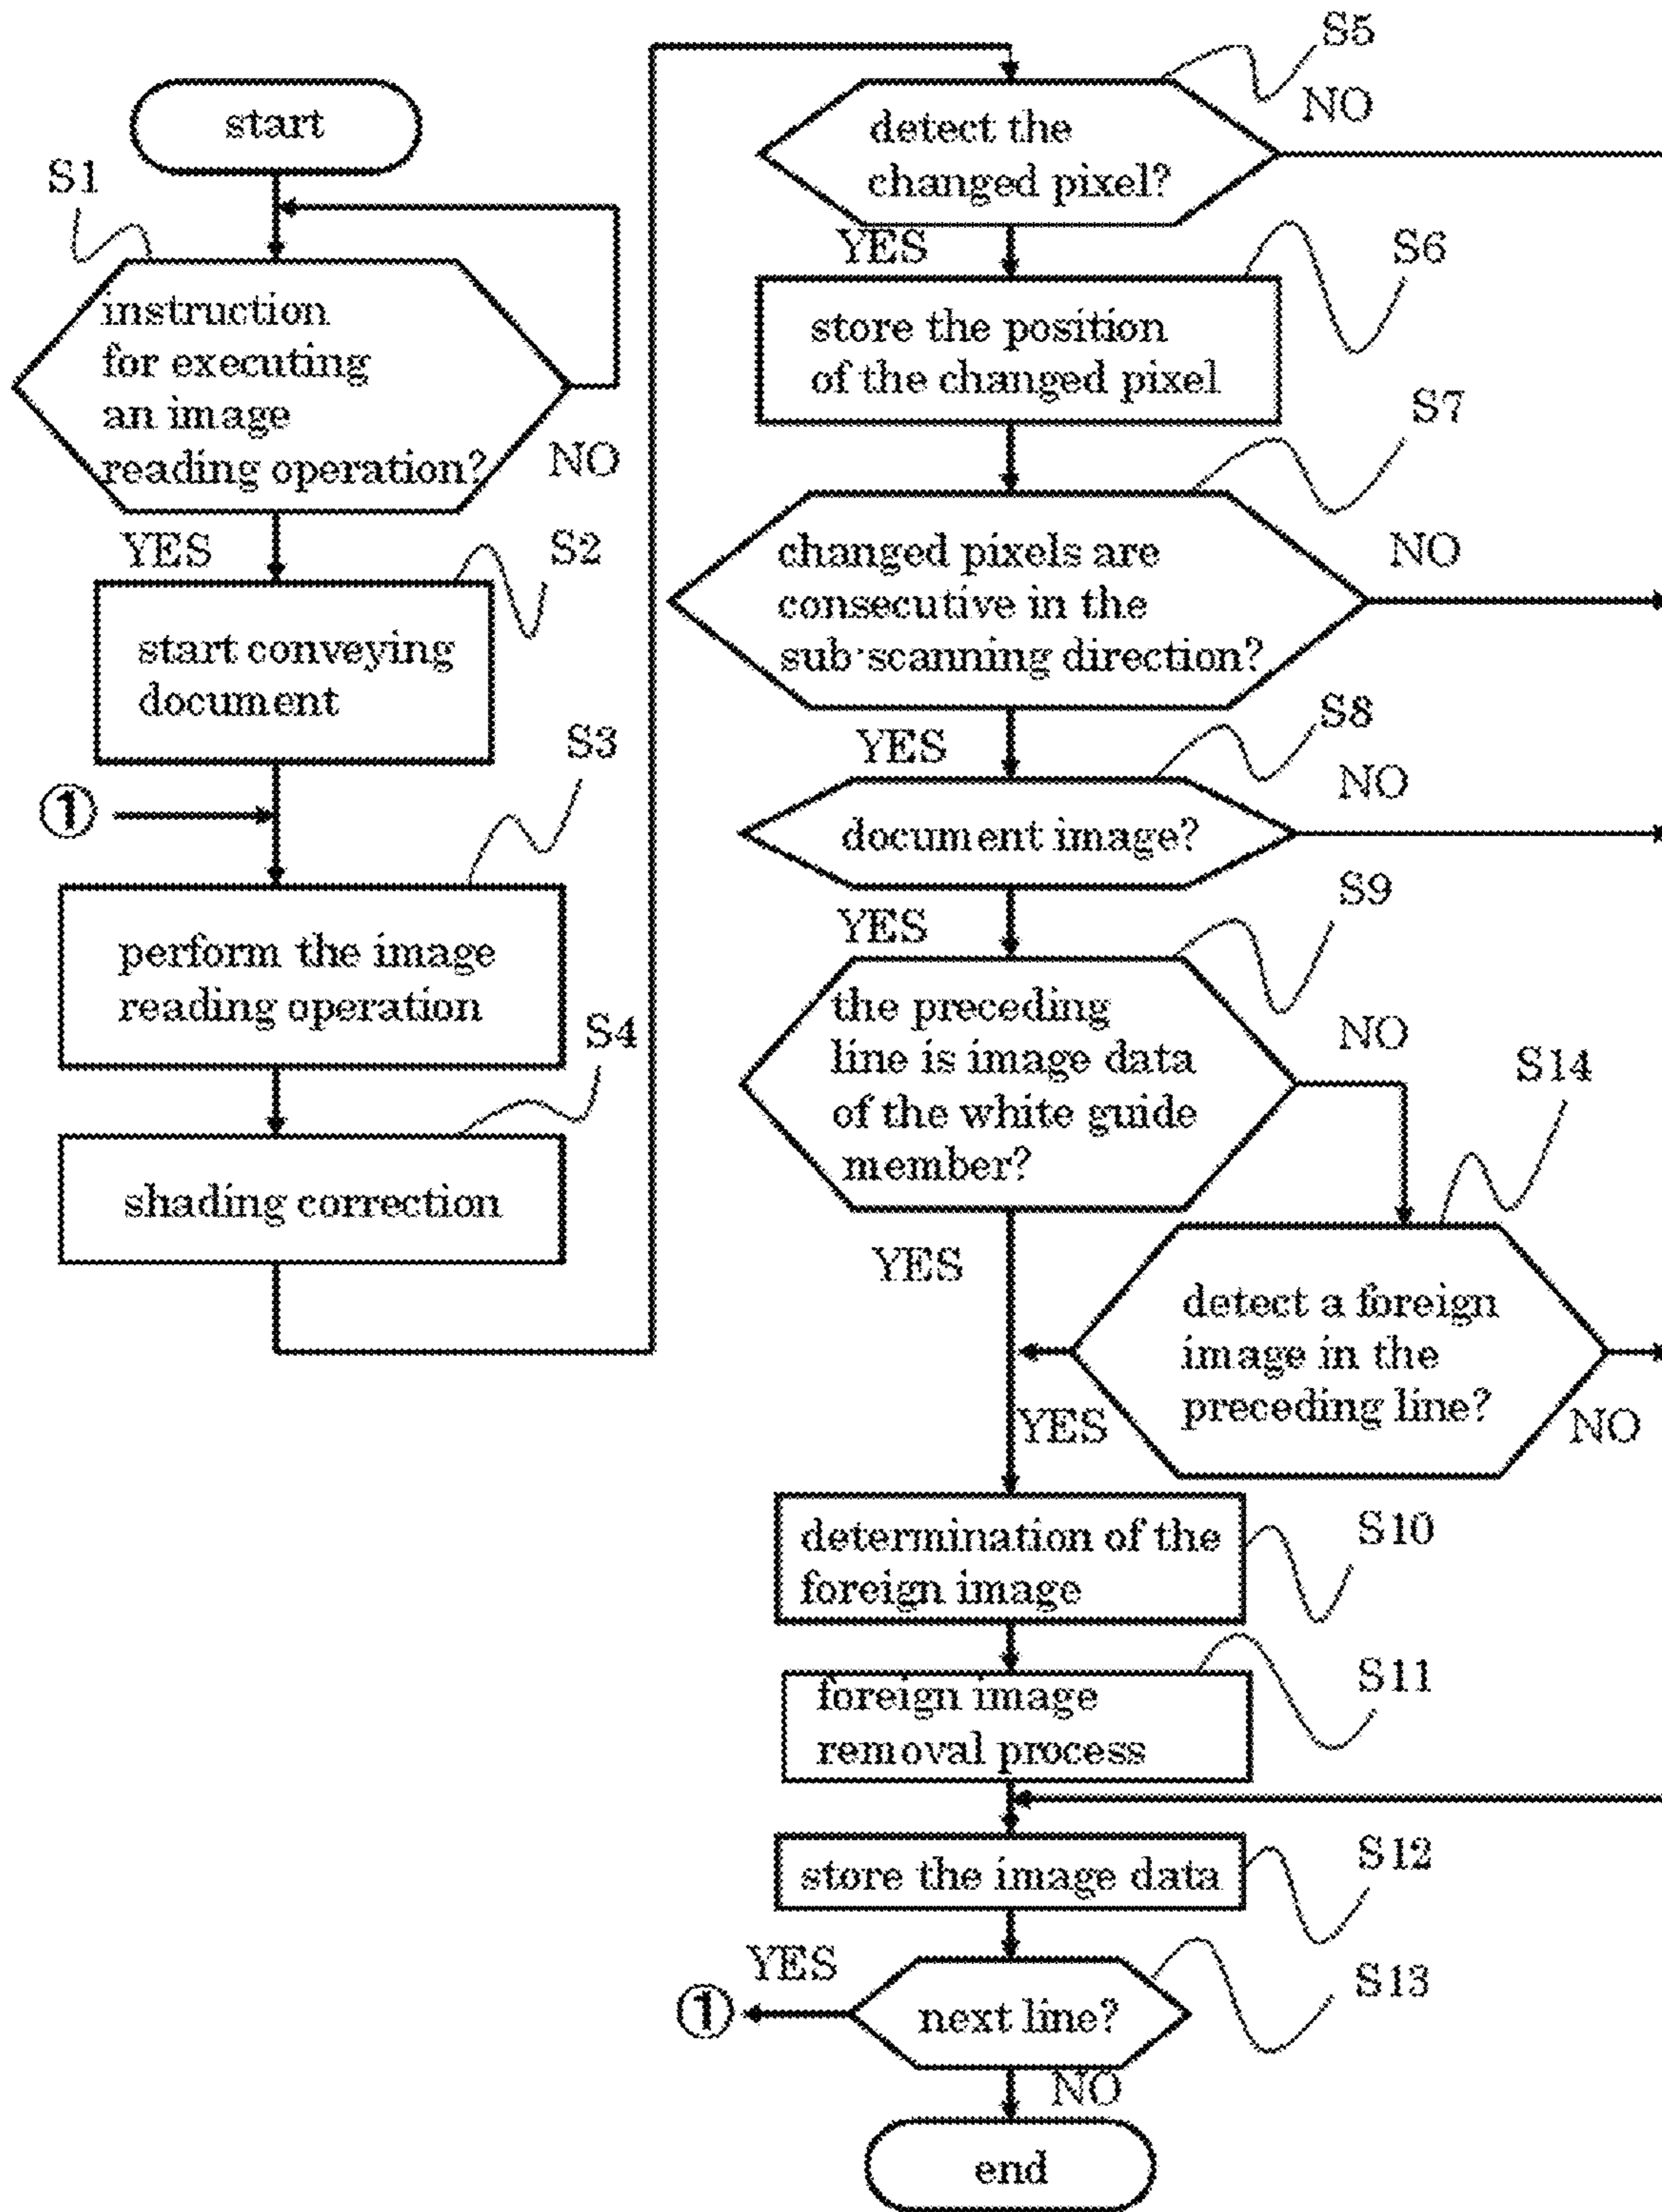 start
S1
instruction
for executing
an image
reading operation?
NO
YES
S2
start conveying
document
①
S3
perform the image
reading operation
S4
shading correction
S5
detect the
changed pixel?
NO
YES
S6
store the position
of the changed pixel
S7
changed pixels are
consecutive in the
sub-scanning direction?
NO
YES
S8
document image?
NO
YES
S9
the preceding
line is image data
of the white guide
member?
NO
YES
S14
detect a foreign
image in the
preceding line?
YES
NO
S10
determination of the
foreign image
S11
foreign image
removal process
S12
store the image data
S13
next line?
YES
①
NO
end